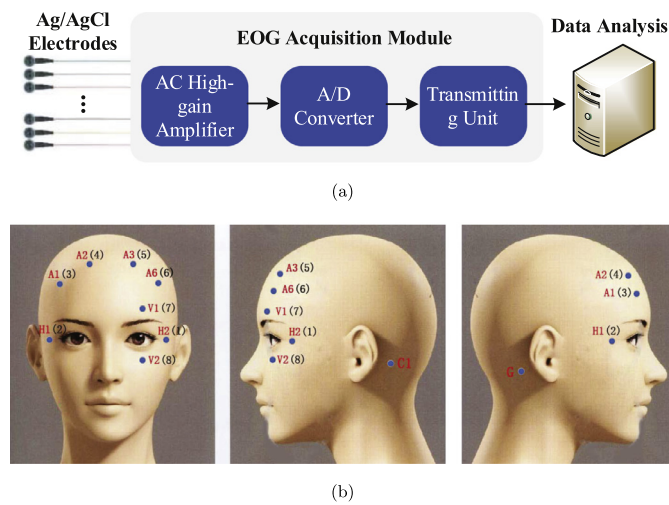 Ag/AgCl
Electrodes
EOG Acquisition Module
Data Analysis
AC High-
gain
Amplifier
A/D
Converter
Transmittin
g Unit
(a)
A2 (4)
A3 (5)
A1 (3)
A6 (6)
V1 (7)
H1 (2)
H2 (1)
V2 (8)
A3 (5)
A6 (6)
V1 (7)
H2 (1)
V2 (8)
C1
A2 (4)
A1 (3)
H1 (2)
G
(b)